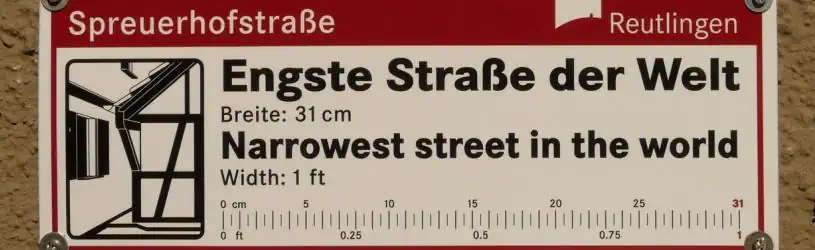 Spreuerhofstraße
Reutlingen
Engste Straße der Welt
Breite: 31 cm
Narrowest street in the world
Width: 1 ft
0 cm 5 10 15 20 25 31
0 ft 0.25 0.5 0.75 1